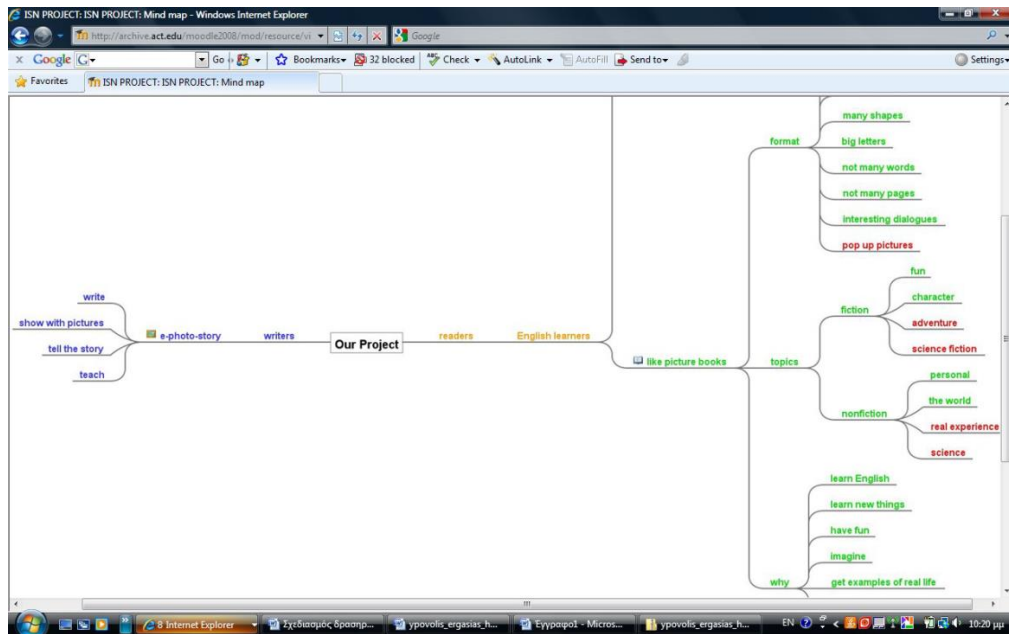 ISN PROJECT: ISN PROJECT: Mind map - Windows Internet Explorer
http://archive.act.edu/moodle2008/mod/resource/vi
Google
x Google G Go Bookmarks 32 blocked Check AutoLink AutoFill Send to Settings
Favorites ISN PROJECT: ISN PROJECT: Mind map
write
show with pictures
tell the story
teach
e-photo-story
writers
Our Project
readers
English learners
like picture books
format
many shapes
big letters
not many words
not many pages
interesting dialogues
pop up pictures
topics
fiction
fun
character
adventure
science fiction
nonfiction
personal
the world
real experience
science
why
learn English
learn new things
have fun
imagine
get examples of real life
8 Internet Explorer Σχεδιασμός δρασηρ... ypovolis_ergasias_h... Έγγραφο1 - Micros... ypovolis_ergasias_h... EN 10:20 μμ